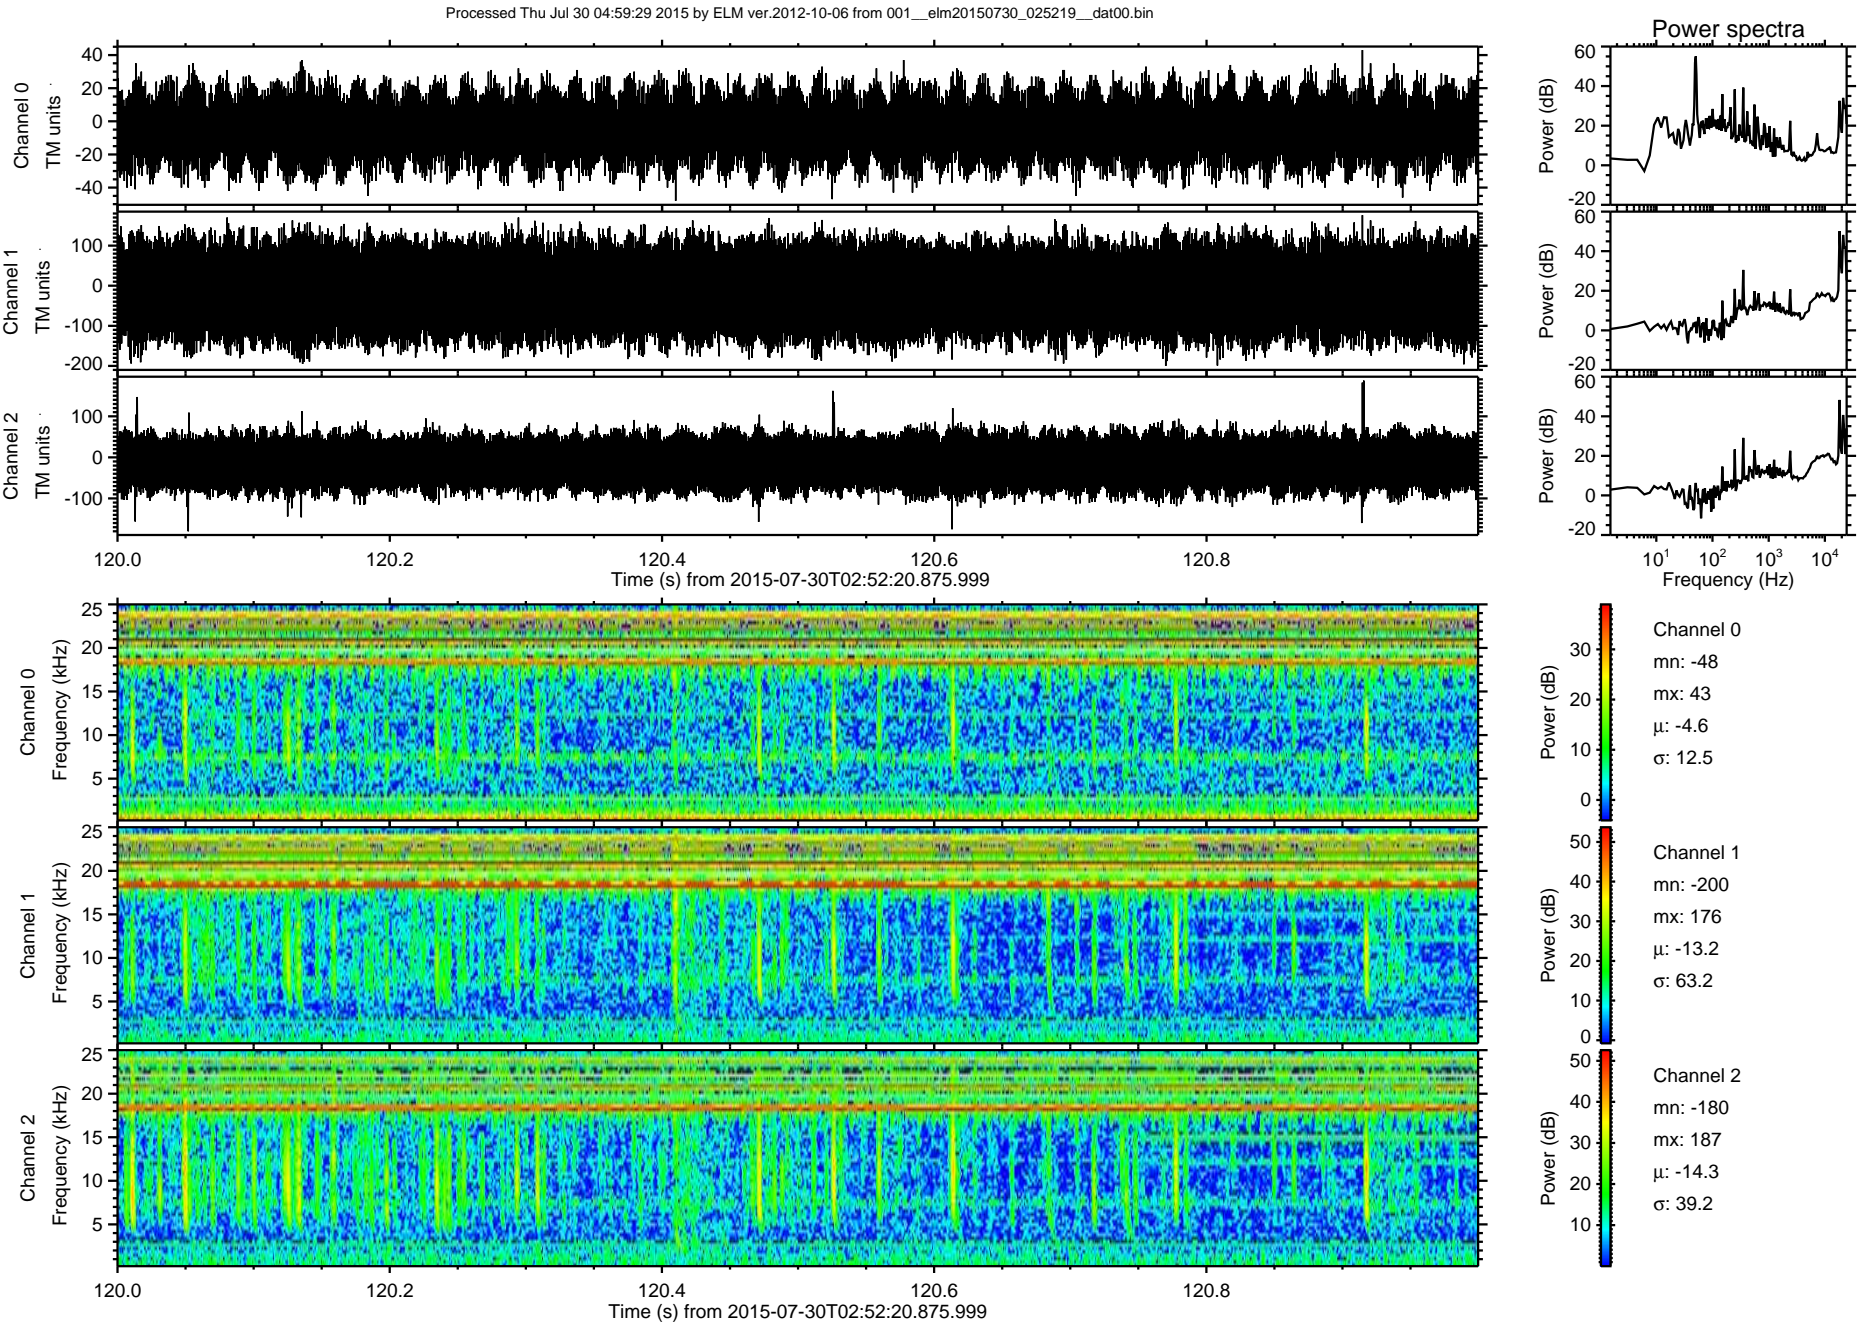 Processed Thu Jul 30 04:59:29 2015 by ELM ver.2012-10-06 from 001__elm20150730_025219__dat00.bin
Power spectra
Channel 0
TM units
40
20
0
-20
-40
Power (dB)
60
40
20
0
-20
Channel 1
TM units
100
0
-100
-200
Power (dB)
60
40
20
0
-20
Channel 2
TM units
100
0
-100
Power (dB)
60
40
20
0
-20
120.0 120.2 120.4 120.6 120.8
Time (s) from 2015-07-30T02:52:20.875.999
10¹ 10² 10³ 10⁴
Frequency (Hz)
Channel 0
Frequency (kHz)
25
20
15
10
5
Power (dB)
30
20
10
0
Channel 0
mn: -48
mx: 43
μ: -4.6
σ: 12.5
Channel 1
Frequency (kHz)
25
20
15
10
5
Power (dB)
50
40
30
20
10
0
Channel 1
mn: -200
mx: 176
μ: -13.2
σ: 63.2
Channel 2
Frequency (kHz)
25
20
15
10
5
Power (dB)
50
40
30
20
10
Channel 2
mn: -180
mx: 187
μ: -14.3
σ: 39.2
120.0 120.2 120.4 120.6 120.8
Time (s) from 2015-07-30T02:52:20.875.999